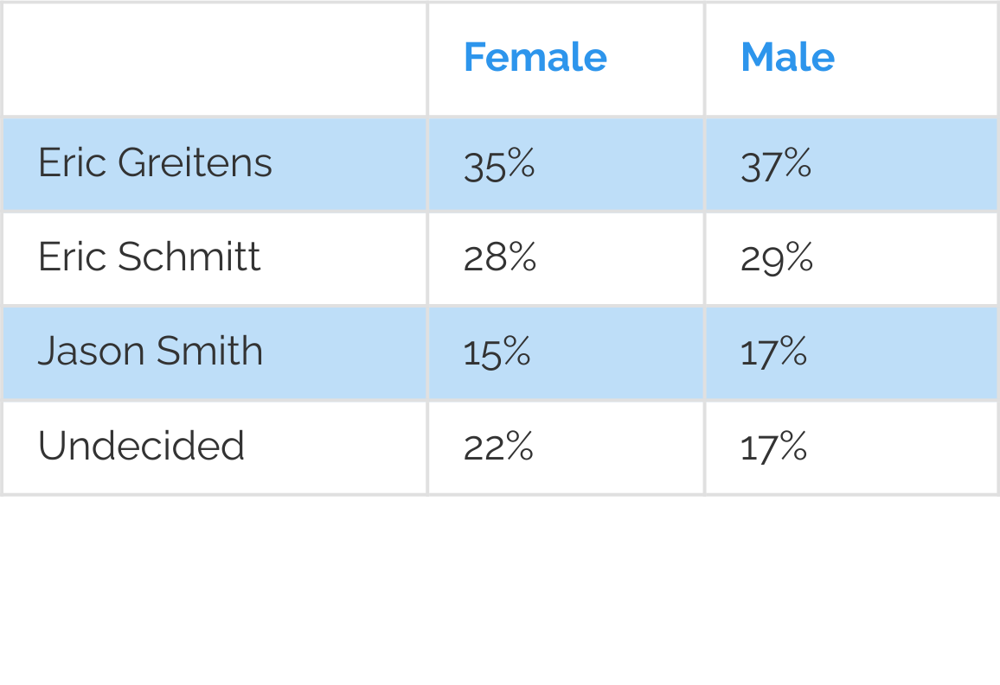 Female Male
Eric Greitens 35% 37%
Eric Schmitt 28% 29%
Jason Smith 15% 17%
Undecided 22% 17%